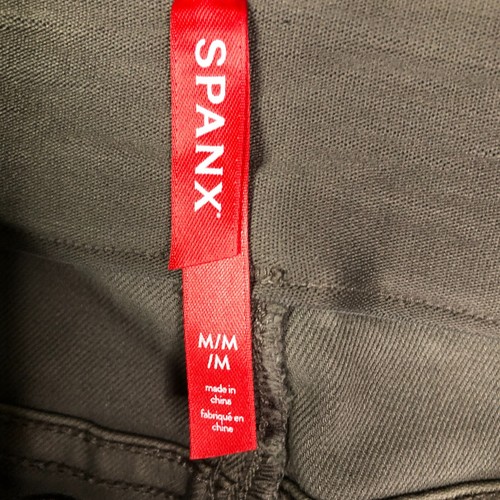 SPANX
M/M
/M
made in
china
fabriqué en
chine